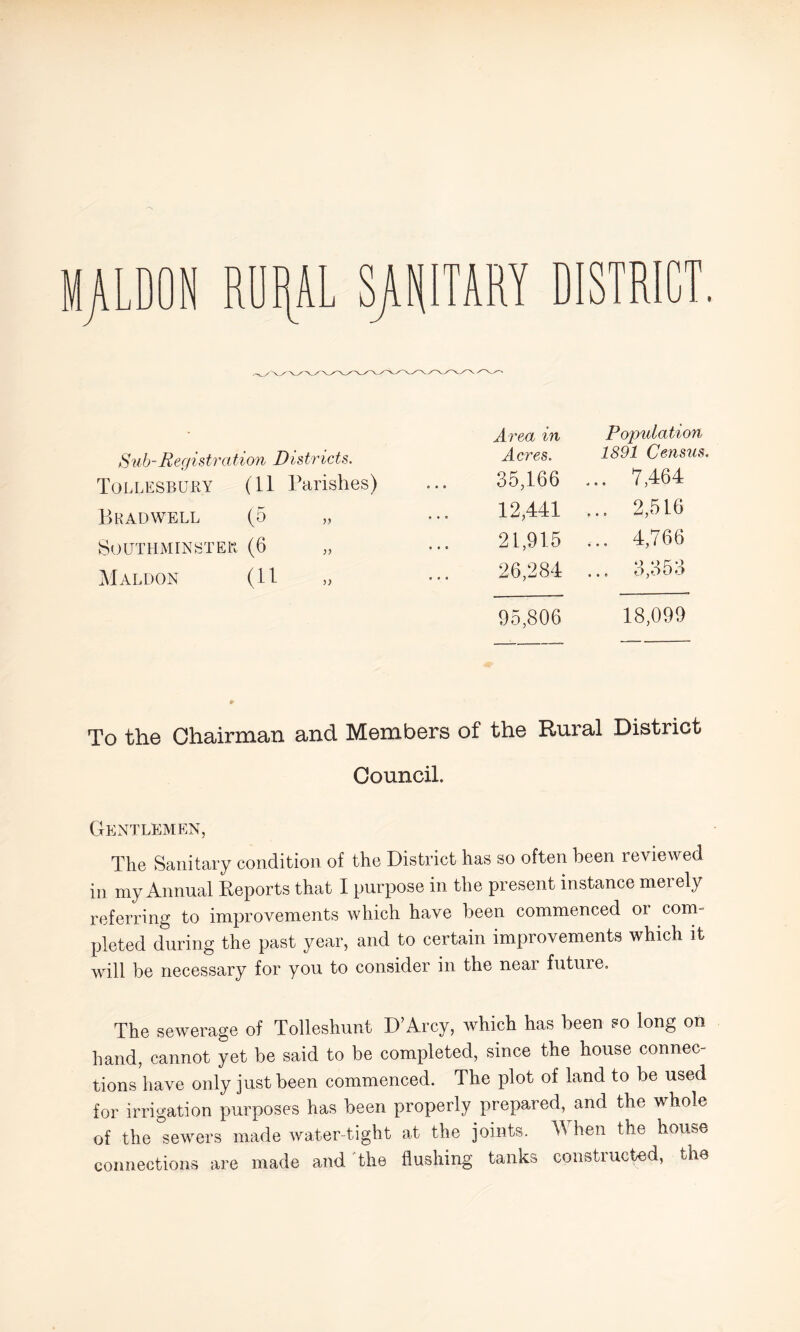 MALDON RURAL SANITARY DISTRICT.
Sub-Registration Districts. Area in Acres. Population 1891 Census.
TOLLESBURY (11 Parishes) ... 35,166 ... 7,464
BRADWELL (5 „ ... 12,441 ... 2,516
SOUTHMINSTER (6 „ ... 21,915 ... 4,766
MALDON (11 „ ... 26,284 ... 3,353
95,806 18,099
To the Chairman and Members of the Rural District
Council.
GENTLEMEN,
The Sanitary condition of the District has so often been reviewed
in my Annual Reports that I purpose in the present instance merely
referring to improvements which have been commenced or com-
pleted during the past year, and to certain improvements which it
will be necessary for you to consider in the near future.
The sewerage of Tolleshunt D'Arcy, which has been so long on
hand, cannot yet be said to be completed, since the house connec-
tions have only just been commenced. The plot of land to be used
for irrigation purposes has been properly prepared, and the whole
of the sewers made water-tight at the joints. When the house
connections are made and the flushing tanks constructed, the